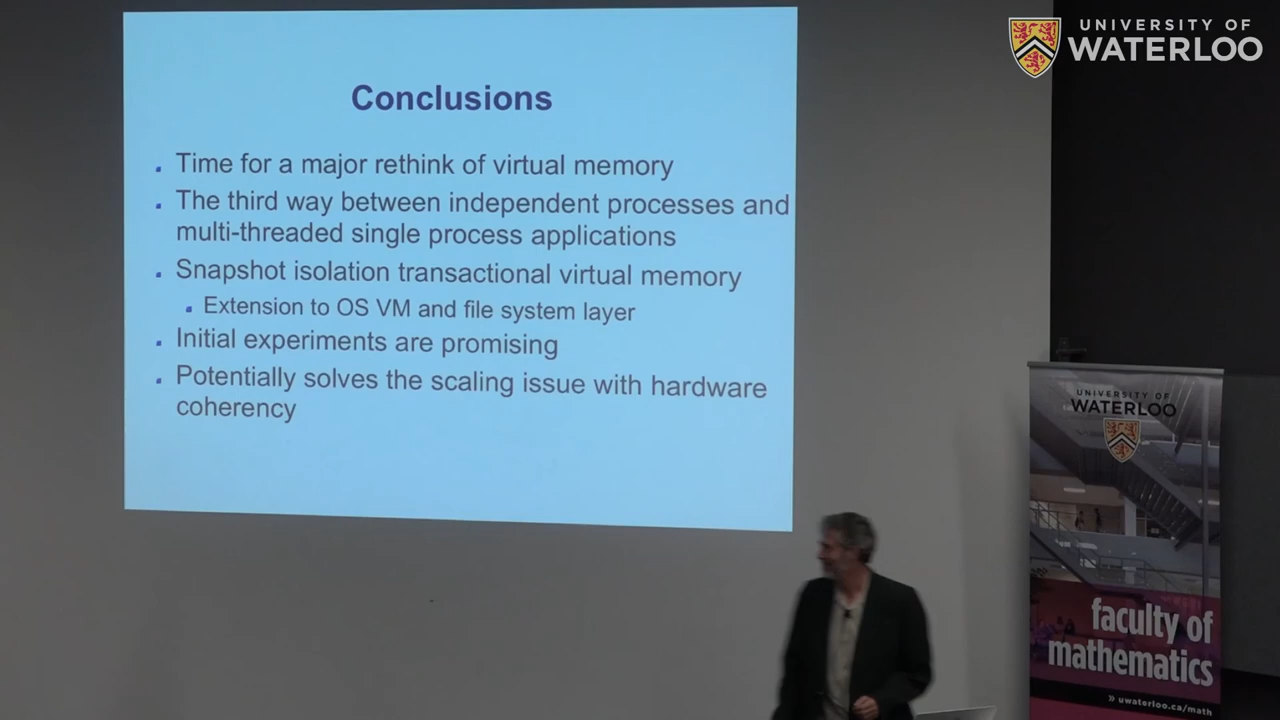 UNIVERSITY OF
WATERLOO
Conclusions
Time for a major rethink of virtual memory
The third way between independent processes and
multi-threaded single process applications
Snapshot isolation transactional virtual memory
Extension to OS VM and file system layer
Initial experiments are promising
Potentially solves the scaling issue with hardware
coherency
UNIVERSITY OF
WATERLOO
faculty of
mathematics
» uwaterloo.ca/math